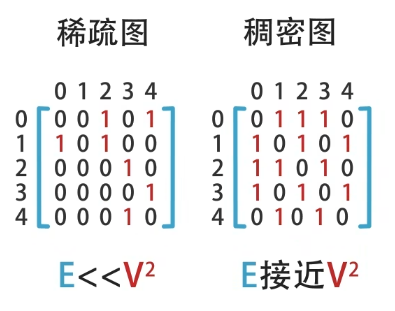 稀疏图 稠密图
0 1 2 3 4 0 1 2 3 4
0 0 0 1 0 1 0 0 1 1 1 0
1 1 0 1 0 0 1 1 0 1 0 1
2 0 0 0 1 0 2 1 1 0 1 0
3 0 0 0 0 1 3 1 0 1 0 1
4 0 0 0 1 0 4 0 1 0 1 0
E<<V² E接近V²